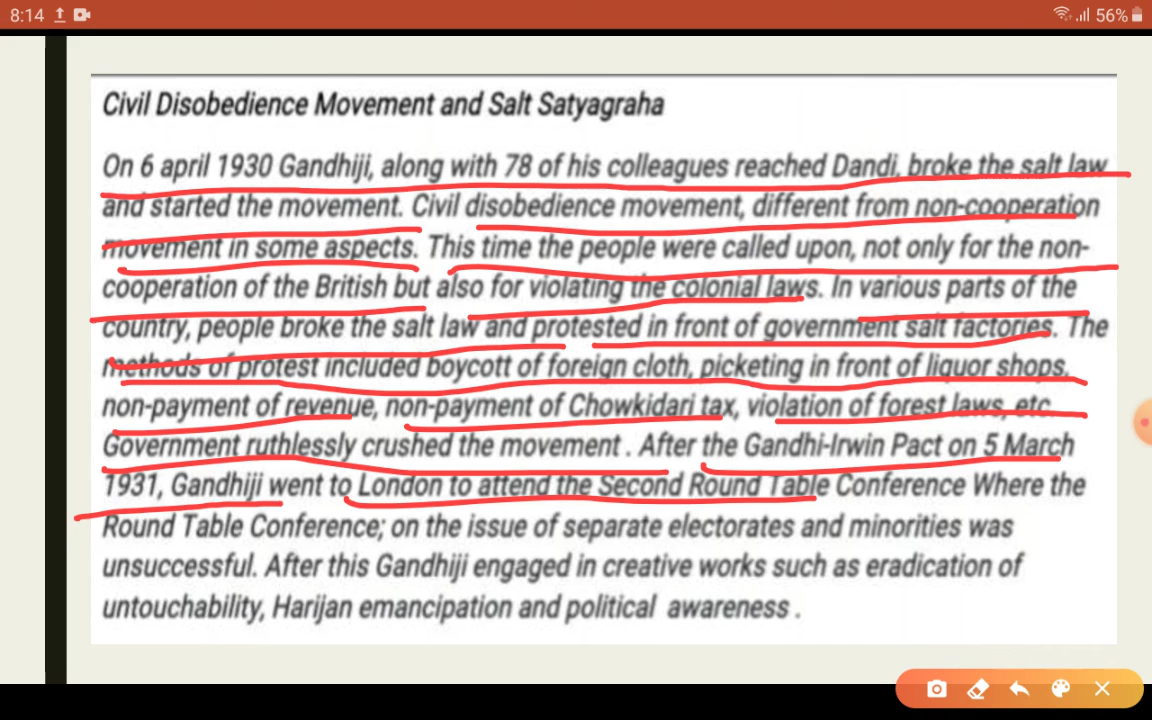 8:14
56%
Civil Disobedience Movement and Salt Satyagraha
On 6 april 1930 Gandhiji, along with 78 of his colleagues reached Dandi, broke the salt law
and started the movement. Civil disobedience movement, different from non-cooperation
movement in some aspects. This time the people were called upon, not only for the non-
cooperation of the British but also for violating the colonial laws. In various parts of the
country, people broke the salt law and protested in front of government salt factories. The
methods of protest included boycott of foreign cloth, picketing in front of liquor shops,
non-payment of revenue, non-payment of Chowkidari tax, violation of forest laws, etc.
Government ruthlessly crushed the movement . After the Gandhi-Irwin Pact on 5 March
1931, Gandhiji went to London to attend the Second Round Table Conference Where the
Round Table Conference; on the issue of separate electorates and minorities was
unsuccessful. After this Gandhiji engaged in creative works such as eradication of
untouchability, Harijan emancipation and political awareness .